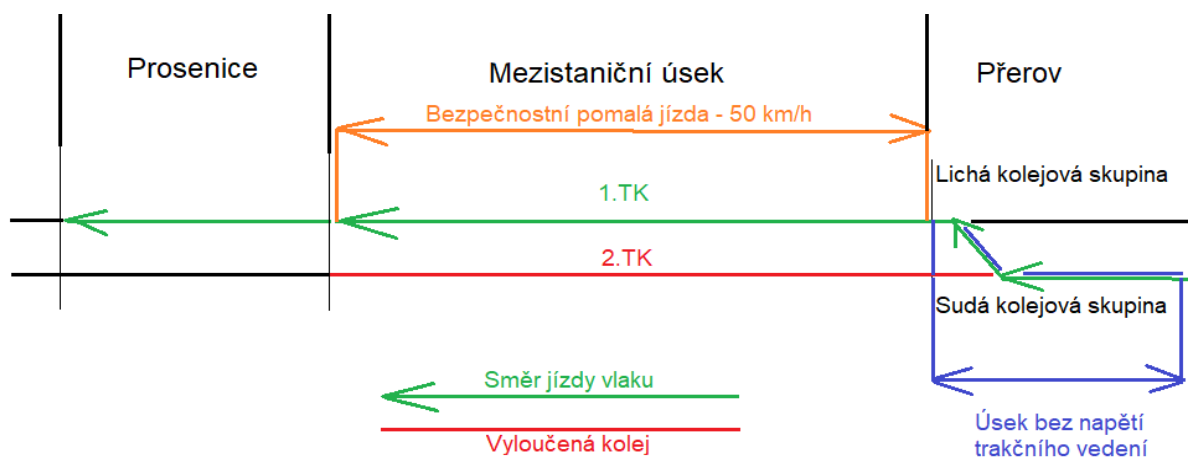 Prosenice
Mezistaniční úsek
Přerov
Bezpečnostní pomalá jízda - 50 km/h
Lichá kolejová skupina
1.TK
2.TK
Sudá kolejová skupina
Směr jízdy vlaku
Vyloučená kolej
Úsek bez napětí
trakčního vedení